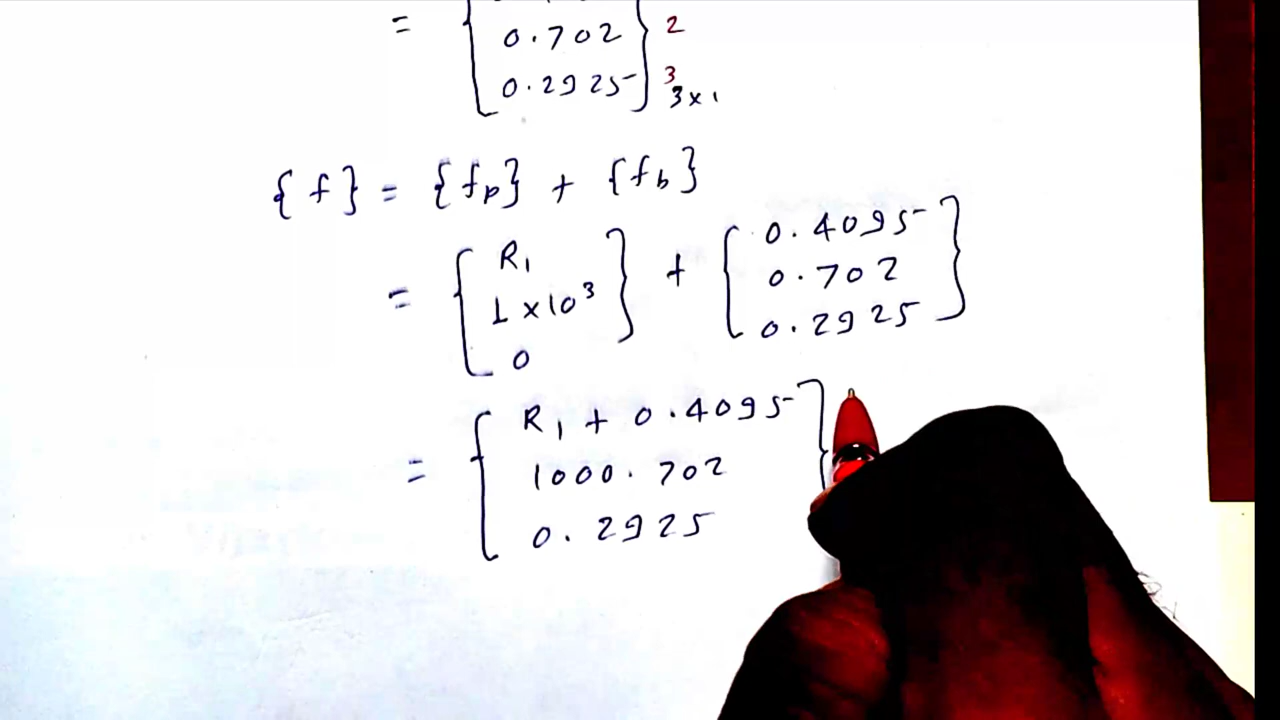 = { 0.702 } 2
0.2925 3
3x1
{f} = {fp} + {fb}
= { R1 } + { 0.4095 }
1x10³ 0.702
0 0.2925
= { R1 + 0.4095 }
1000.702
0.2925